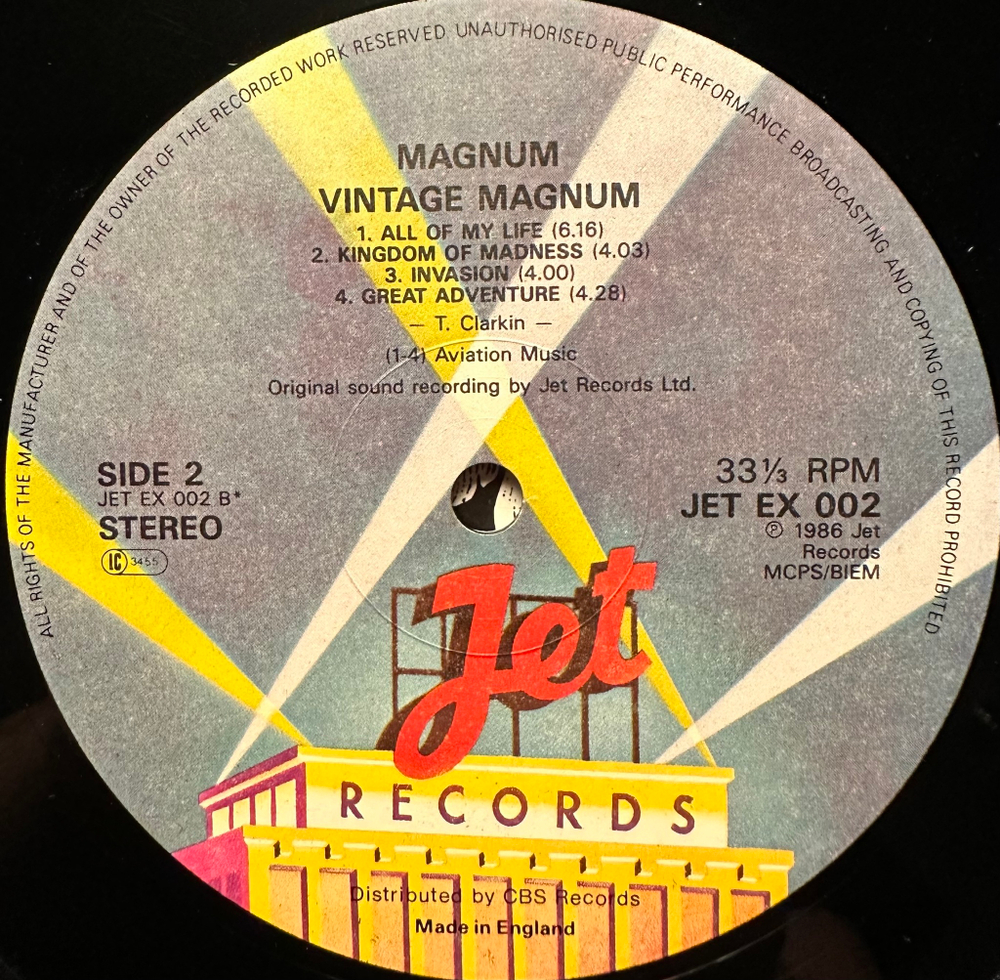 ALL RIGHTS OF THE MANUFACTURER AND OF THE OWNER OF THE RECORDED WORK RESERVED UNAUTHORISED PUBLIC PERFORMANCE BROADCASTING AND COPYING OF THIS RECORD PROHIBITED
MAGNUM
VINTAGE MAGNUM
1. ALL OF MY LIFE (6.16)
2. KINGDOM OF MADNESS (4.03)
3. INVASION (4.00)
4. GREAT ADVENTURE (4.28)
— T. Clarkin —
(1-4) Aviation Music
Original sound recording by Jet Records Ltd.
SIDE 2
JET EX 002 B*
STEREO
LC 3455
33⅓ RPM
JET EX 002
℗ 1986 Jet
Records
MCPS/BIEM
Jet
RECORDS
Distributed by CBS Records
Made in England